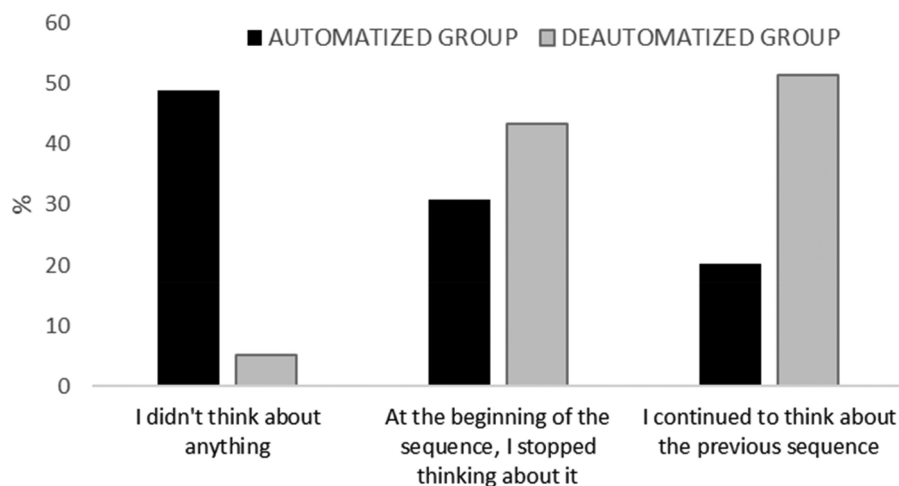 60
AUTOMATIZED GROUP DEAUTOMATIZED GROUP
50
40
30
%
20
10
0
I didn't think about
anything
At the beginning of the
sequence, I stopped
thinking about it
I continued to think about
the previous sequence